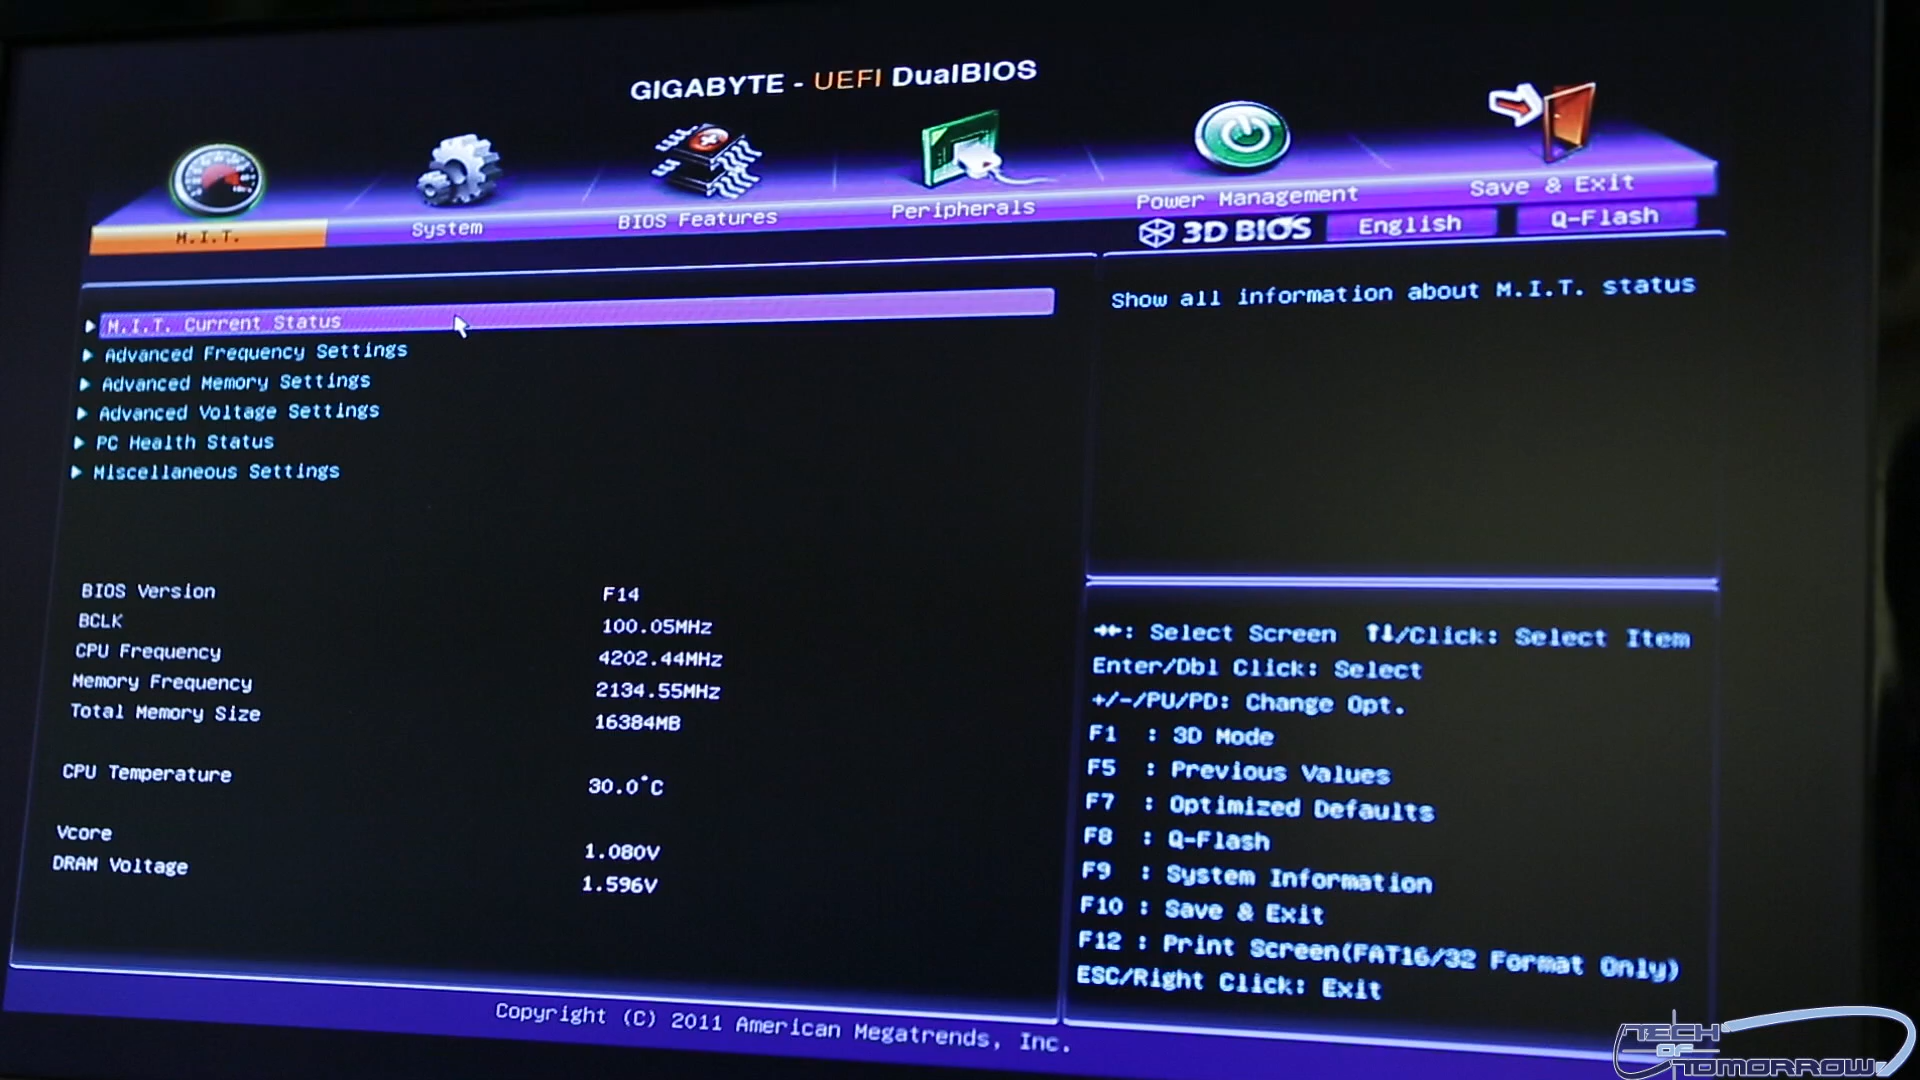 GIGABYTE - UEFI DualBIOS
M.I.T.
System
BIOS Features
Peripherals
Power Management
Save & Exit
3D BIOS
English
Q-Flash
M.I.T. Current Status
Advanced Frequency Settings
Advanced Memory Settings
Advanced Voltage Settings
PC Health Status
Miscellaneous Settings
Show all information about M.I.T. status
BIOS Version F14
BCLK 100.05MHz
CPU Frequency 4202.44MHz
Memory Frequency 2134.55MHz
Total Memory Size 16384MB
CPU Temperature 30.0°C
Vcore 1.080V
DRAM Voltage 1.596V
→←: Select Screen ↑↓/Click: Select Item
Enter/Dbl Click: Select
+/-/PU/PD: Change Opt.
F1 : 3D Mode
F5 : Previous Values
F7 : Optimized Defaults
F8 : Q-Flash
F9 : System Information
F10 : Save & Exit
F12 : Print Screen(FAT16/32 Format Only)
ESC/Right Click: Exit
Copyright (C) 2011 American Megatrends, Inc.
TECH
OF
TOMORROW